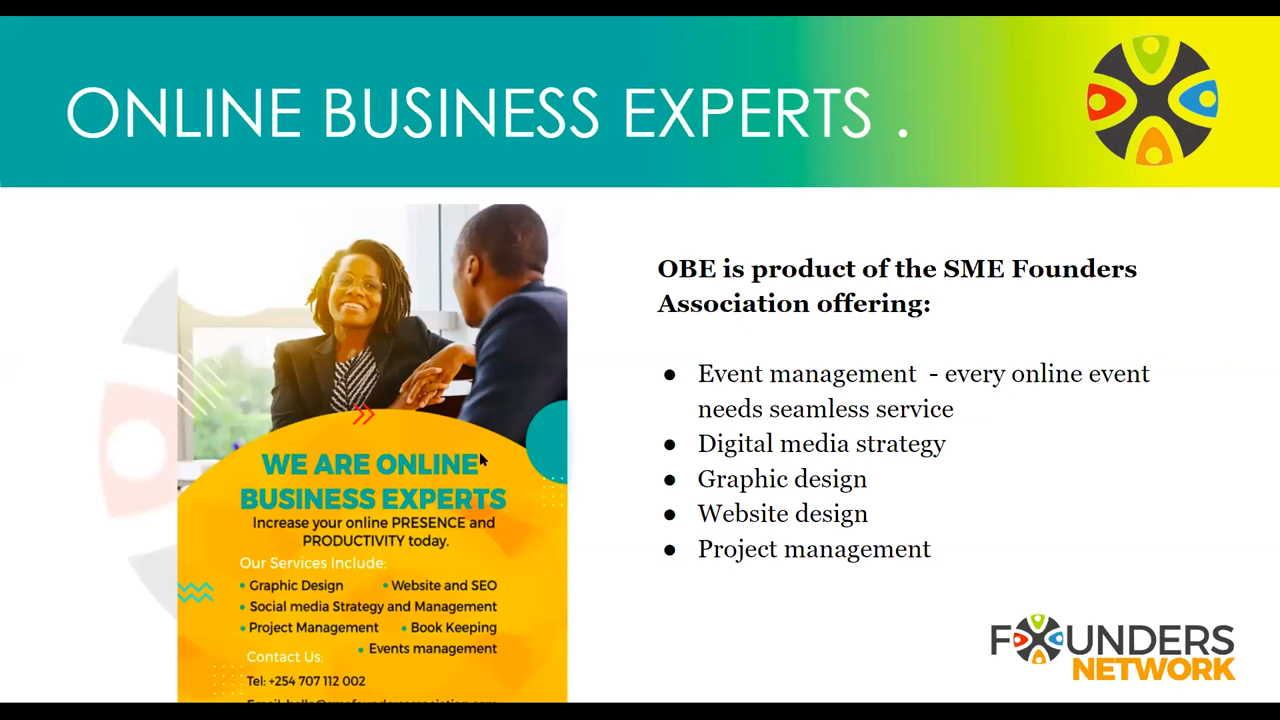 ONLINE BUSINESS EXPERTS .
OBE is product of the SME Founders
Association offering:
● Event management - every online event
needs seamless service
● Digital media strategy
● Graphic design
● Website design
● Project management
WE ARE ONLINE
BUSINESS EXPERTS
Increase your online PRESENCE and
PRODUCTIVITY today.
Our Services Include:
• Graphic Design • Website and SEO
• Social media Strategy and Management
• Project Management • Book Keeping
• Events management
Contact Us:
Tel: +254 707 112 002
FOUNDERS
NETWORK